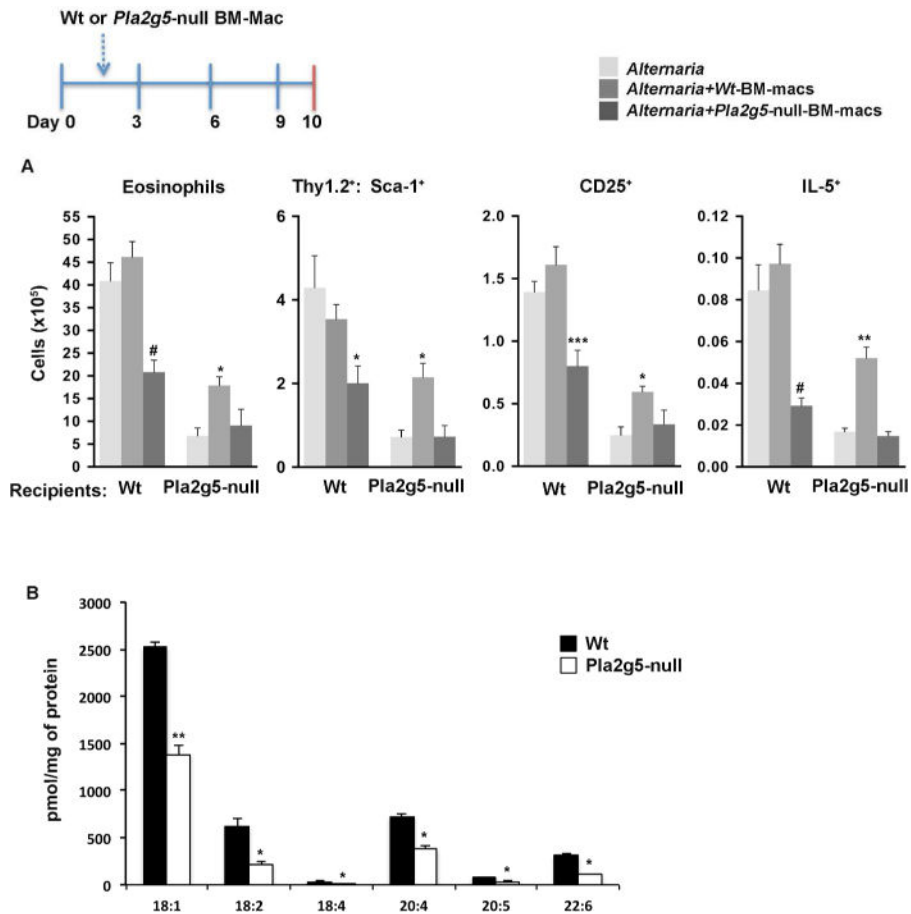 Wt or Pla2g5-null BM-Mac
Day 0 3 6 9 10
Alternaria
Alternaria+Wt-BM-macs
Alternaria+Pla2g5-null-BM-macs
A
Eosinophils
Thy1.2⁺: Sca-1⁺
CD25⁺
IL-5⁺
Cells (x10⁵)
55
50
45
40
35
30
25
20
15
10
5
0
#
*
6
4
2
0
*
*
2.0
1.5
1.0
0.5
0.0
***
*
0.12
0.10
0.08
0.06
0.04
0.02
0.00
#
**
Recipients: Wt Pla2g5-null Wt Pla2g5-null Wt Pla2g5-null Wt Pla2g5-null
B
pmol/mg of protein
3000
2500
2000
1500
1000
500
0
**
*
*
*
*
*
18:1 18:2 18:4 20:4 20:5 22:6
Wt
Pla2g5-null